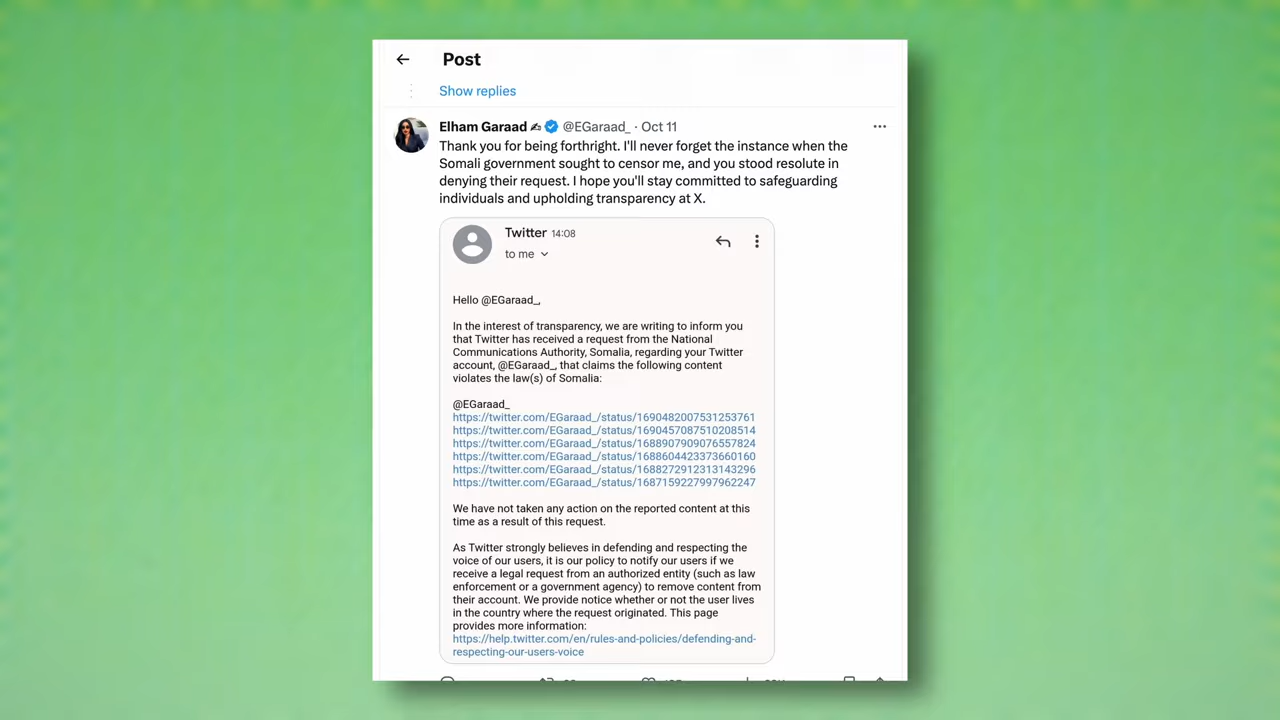 Post
Show replies
Elham Garaad @EGaraad_ · Oct 11
Thank you for being forthright. I'll never forget the instance when the
Somali government sought to censor me, and you stood resolute in
denying their request. I hope you'll stay committed to safeguarding
individuals and upholding transparency at X.
Twitter 14:08
to me
Hello @EGaraad_,
In the interest of transparency, we are writing to inform you
that Twitter has received a request from the National
Communications Authority, Somalia, regarding your Twitter
account, @EGaraad_, that claims the following content
violates the law(s) of Somalia:
@EGaraad_
https://twitter.com/EGaraad_/status/1690482007531253761
https://twitter.com/EGaraad_/status/1690457087510208514
https://twitter.com/EGaraad_/status/1688907909076557824
https://twitter.com/EGaraad_/status/1688604423373660160
https://twitter.com/EGaraad_/status/1688272912313143296
https://twitter.com/EGaraad_/status/1687159227997962247
We have not taken any action on the reported content at this
time as a result of this request.
As Twitter strongly believes in defending and respecting the
voice of our users, it is our policy to notify our users if we
receive a legal request from an authorized entity (such as law
enforcement or a government agency) to remove content from
their account. We provide notice whether or not the user lives
in the country where the request originated. This page
provides more information:
https://help.twitter.com/en/rules-and-policies/defending-and-
respecting-our-users-voice